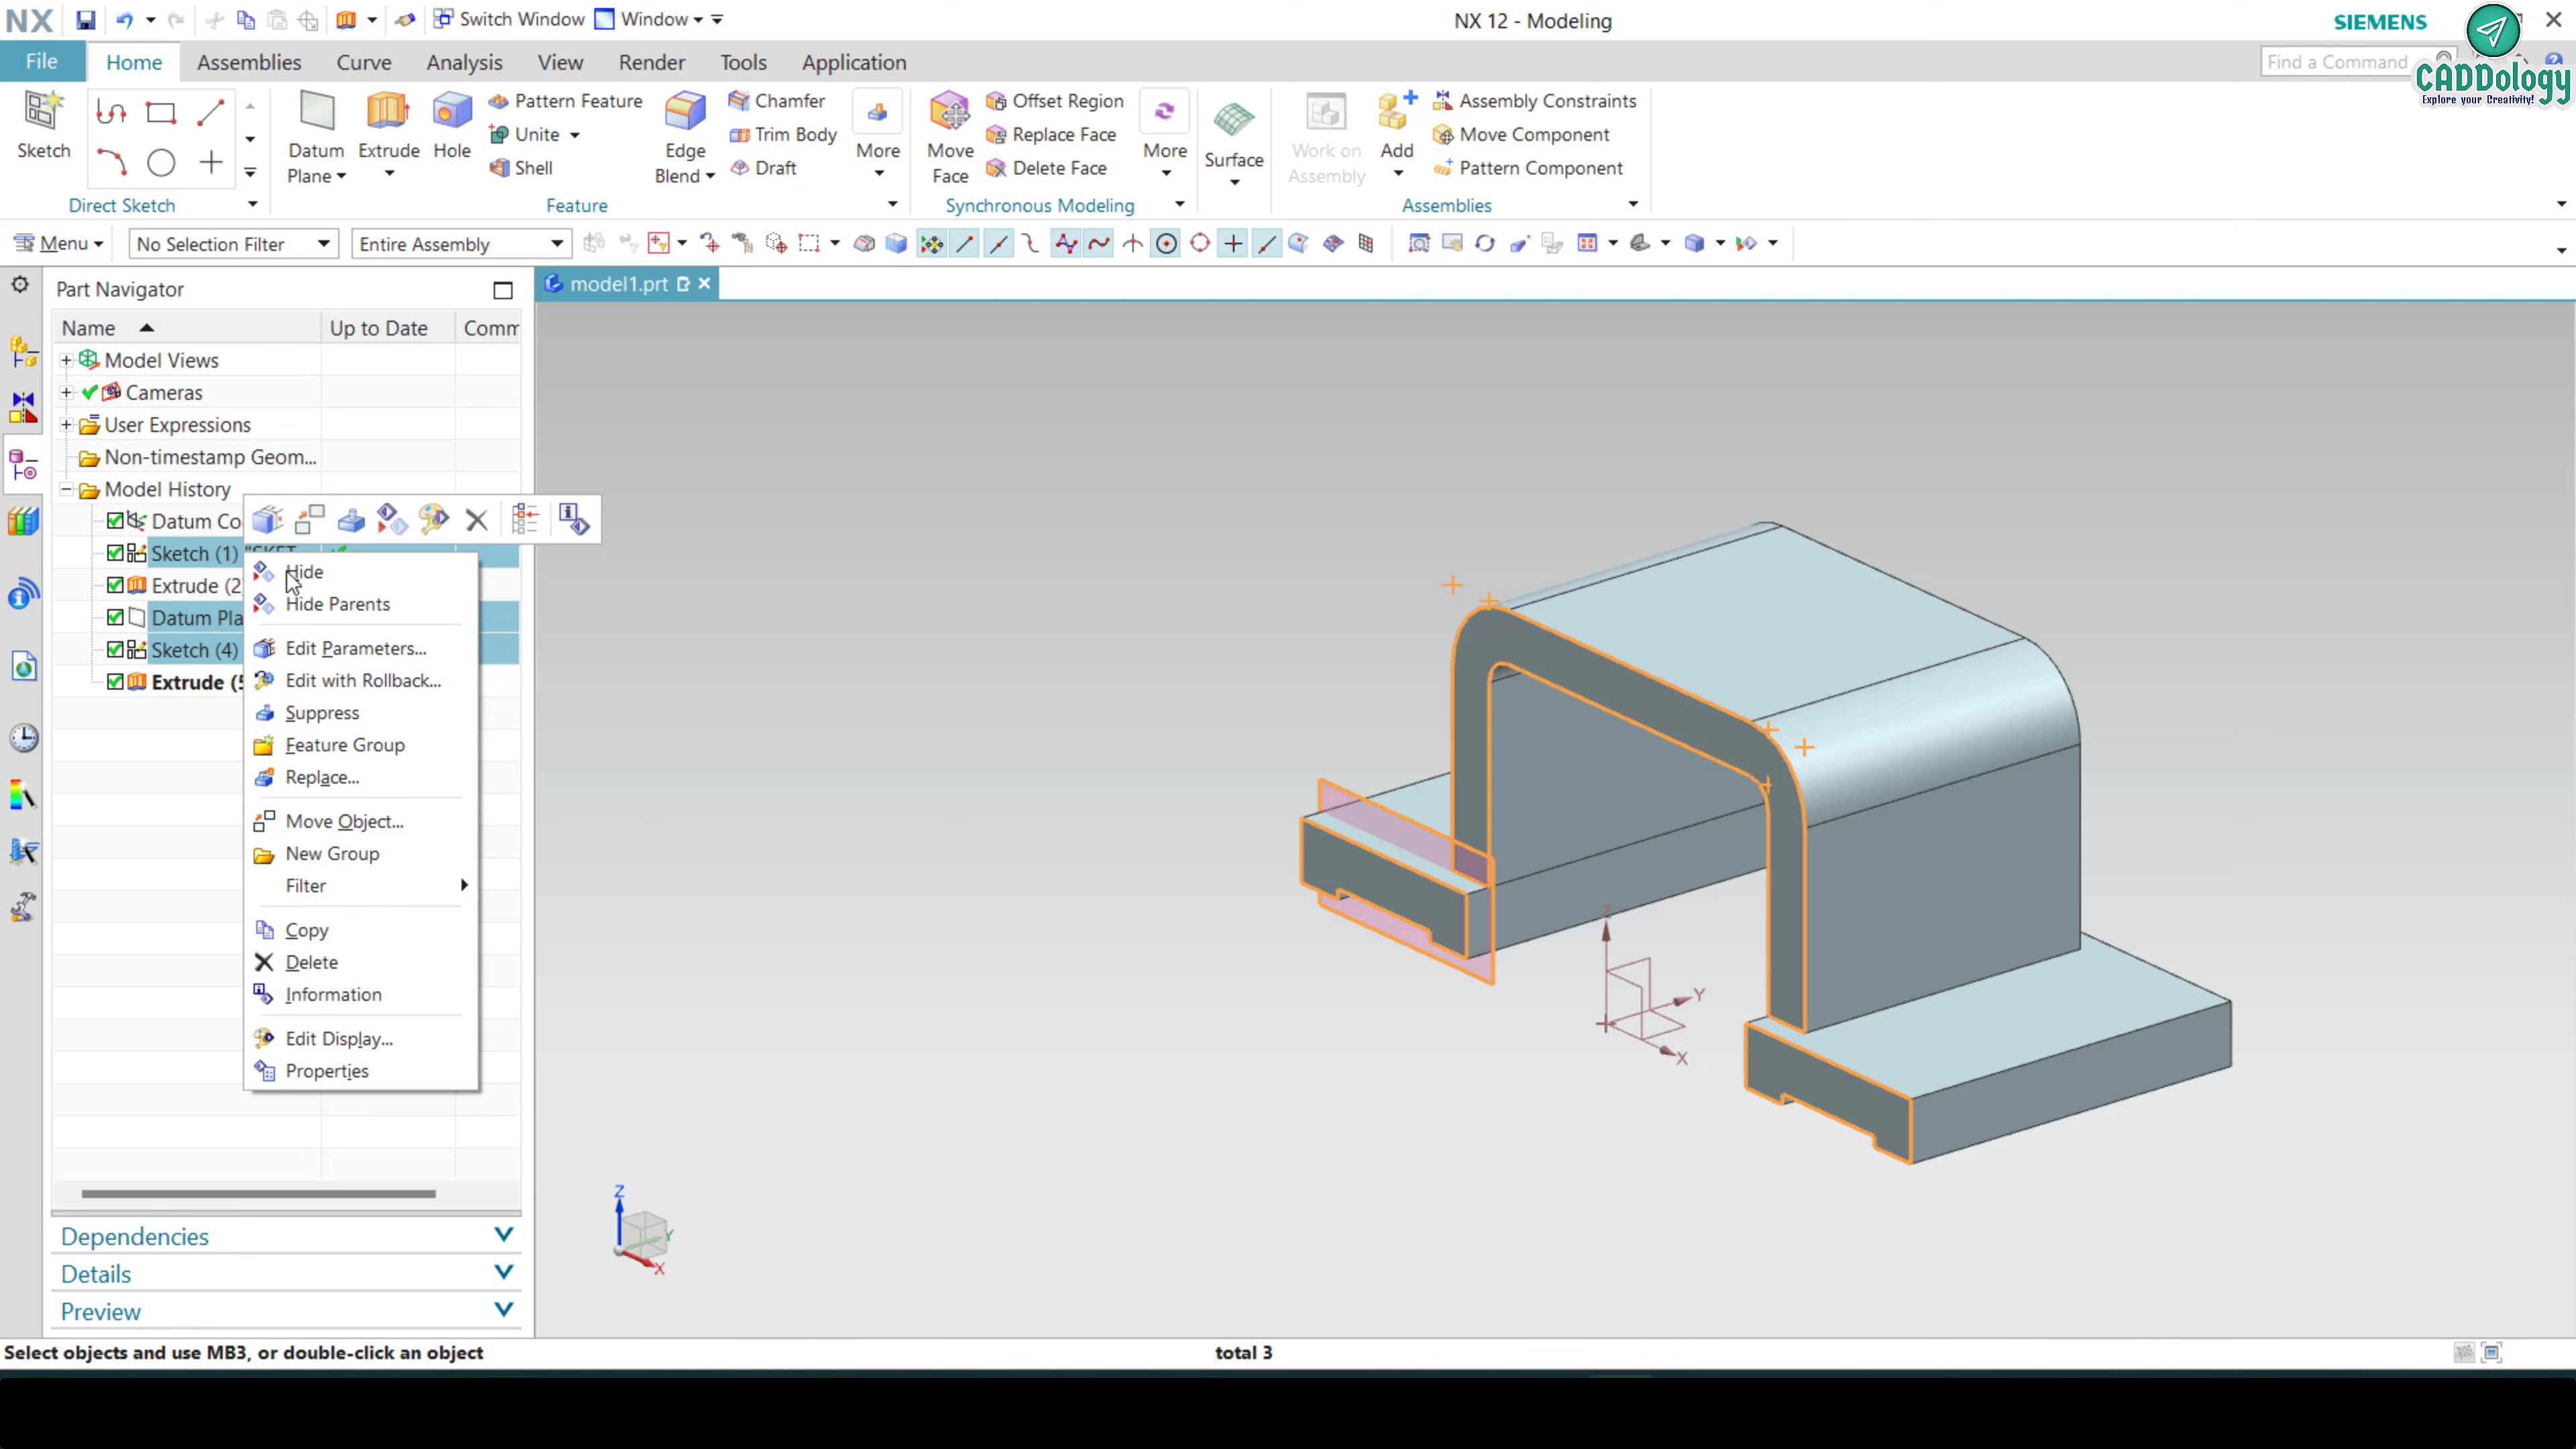 NX Switch Window Window NX 12 - Modeling SIEMENS
File Home Assemblies Curve Analysis View Render Tools Application Find a Command
CADDology
Explore your Creativity!
Sketch
Direct Sketch
Datum Plane
Extrude
Hole
Pattern Feature
Unite
Shell
Edge Blend
Chamfer
Trim Body
Draft
More
Feature
Move Face
Offset Region
Replace Face
Delete Face
More
Synchronous Modeling
Surface
Work on Assembly
Add
Assembly Constraints
Move Component
Pattern Component
Assemblies
Menu No Selection Filter Entire Assembly
Part Navigator
model1.prt
Name Up to Date Comm
Model Views
Cameras
User Expressions
Non-timestamp Geom...
Model History
Datum Co
Sketch (1) "SKET
Extrude (2)
Datum Pla
Sketch (4)
Extrude (5
Hide
Hide Parents
Edit Parameters...
Edit with Rollback...
Suppress
Feature Group
Replace...
Move Object...
New Group
Filter
Copy
Delete
Information
Edit Display...
Properties
Z
Y
X
Z
Y
X
Dependencies
Details
Preview
Select objects and use MB3, or double-click an object total 3